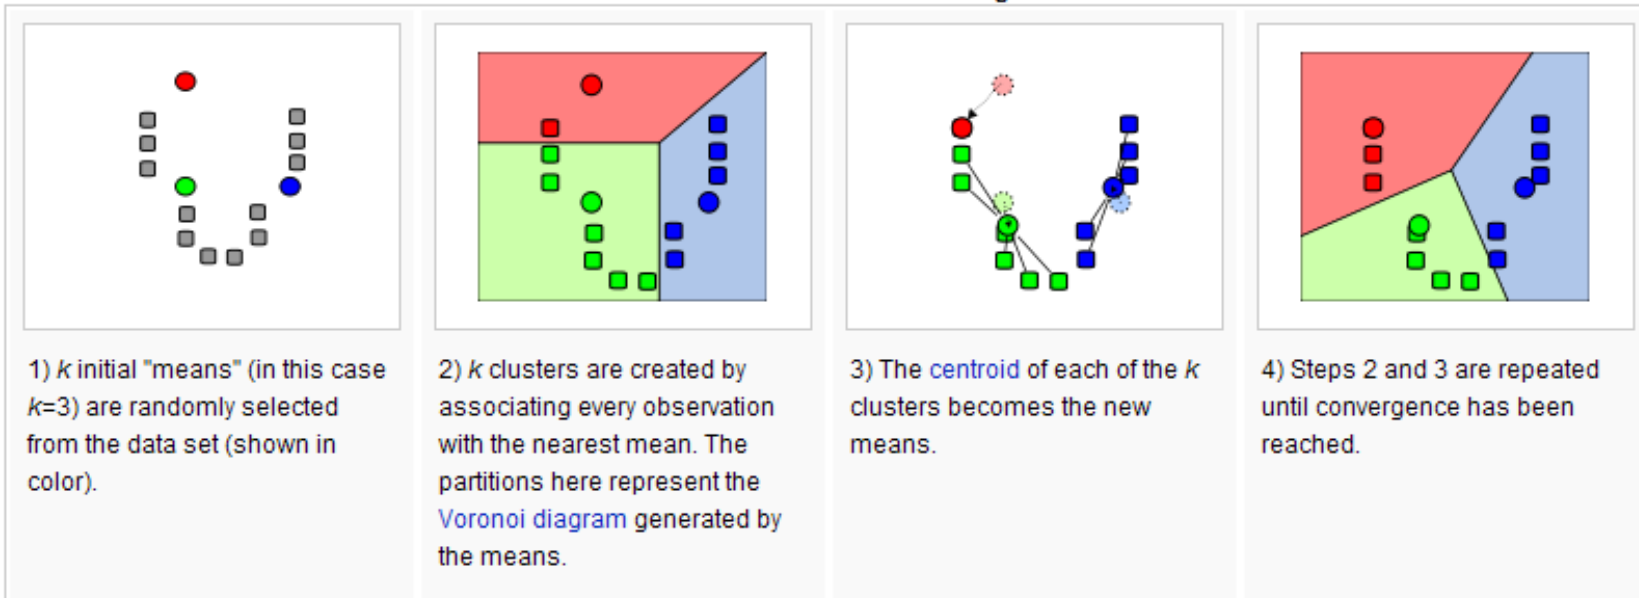 1) k initial "means" (in this case
k=3) are randomly selected
from the data set (shown in
color).
2) k clusters are created by
associating every observation
with the nearest mean. The
partitions here represent the
Voronoi diagram generated by
the means.
3) The centroid of each of the k
clusters becomes the new
means.
4) Steps 2 and 3 are repeated
until convergence has been
reached.